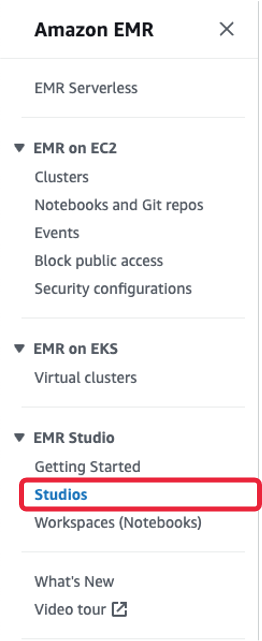 Amazon EMR
EMR Serverless
EMR on EC2
Clusters
Notebooks and Git repos
Events
Block public access
Security configurations
EMR on EKS
Virtual clusters
EMR Studio
Getting Started
Studios
Workspaces (Notebooks)
What's New
Video tour